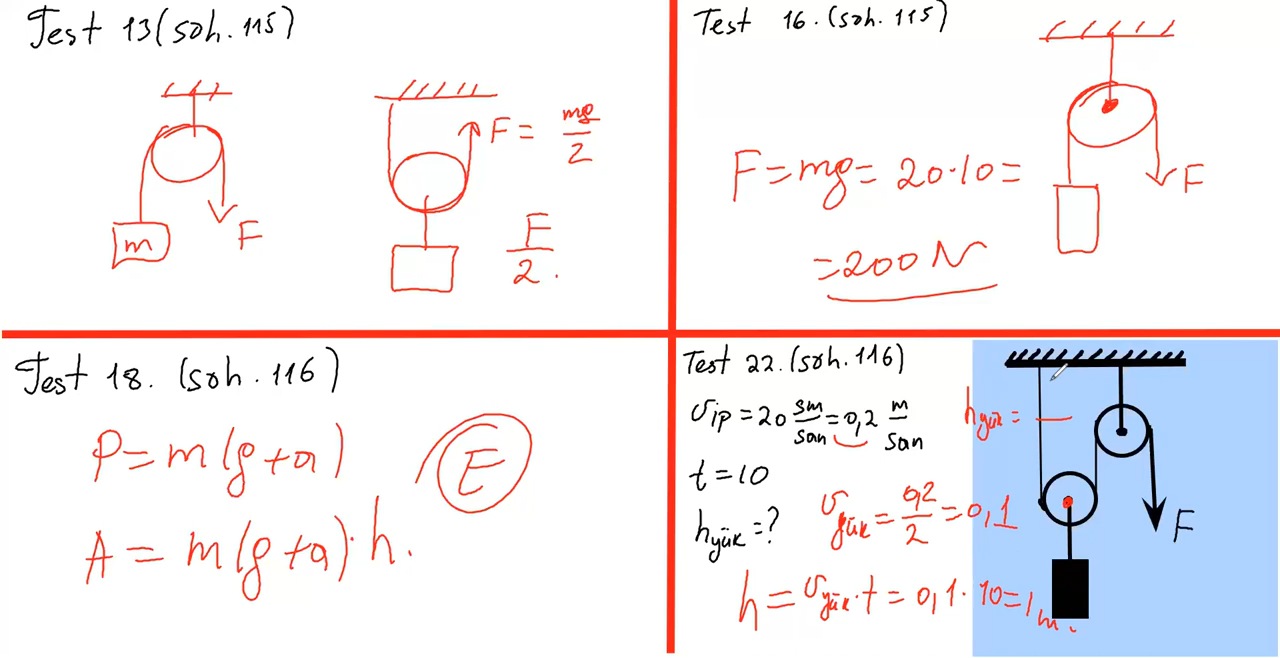 Test 13(səh.115)
F = mg/2
m
F
F/2.
Test 16.(səh.115)
F=mg=20·10=
=200N
F
Test 18. (səh.116)
P=m(g+a)
E
A=m(g+a)·h.
Test 22.(səh.116)
υip=20 sm/san=0,2 m/san
hyük=
t=10
υyük=0,2/2=0,1
hyük=?
F
h=υyük·t=0,1·10=1m.